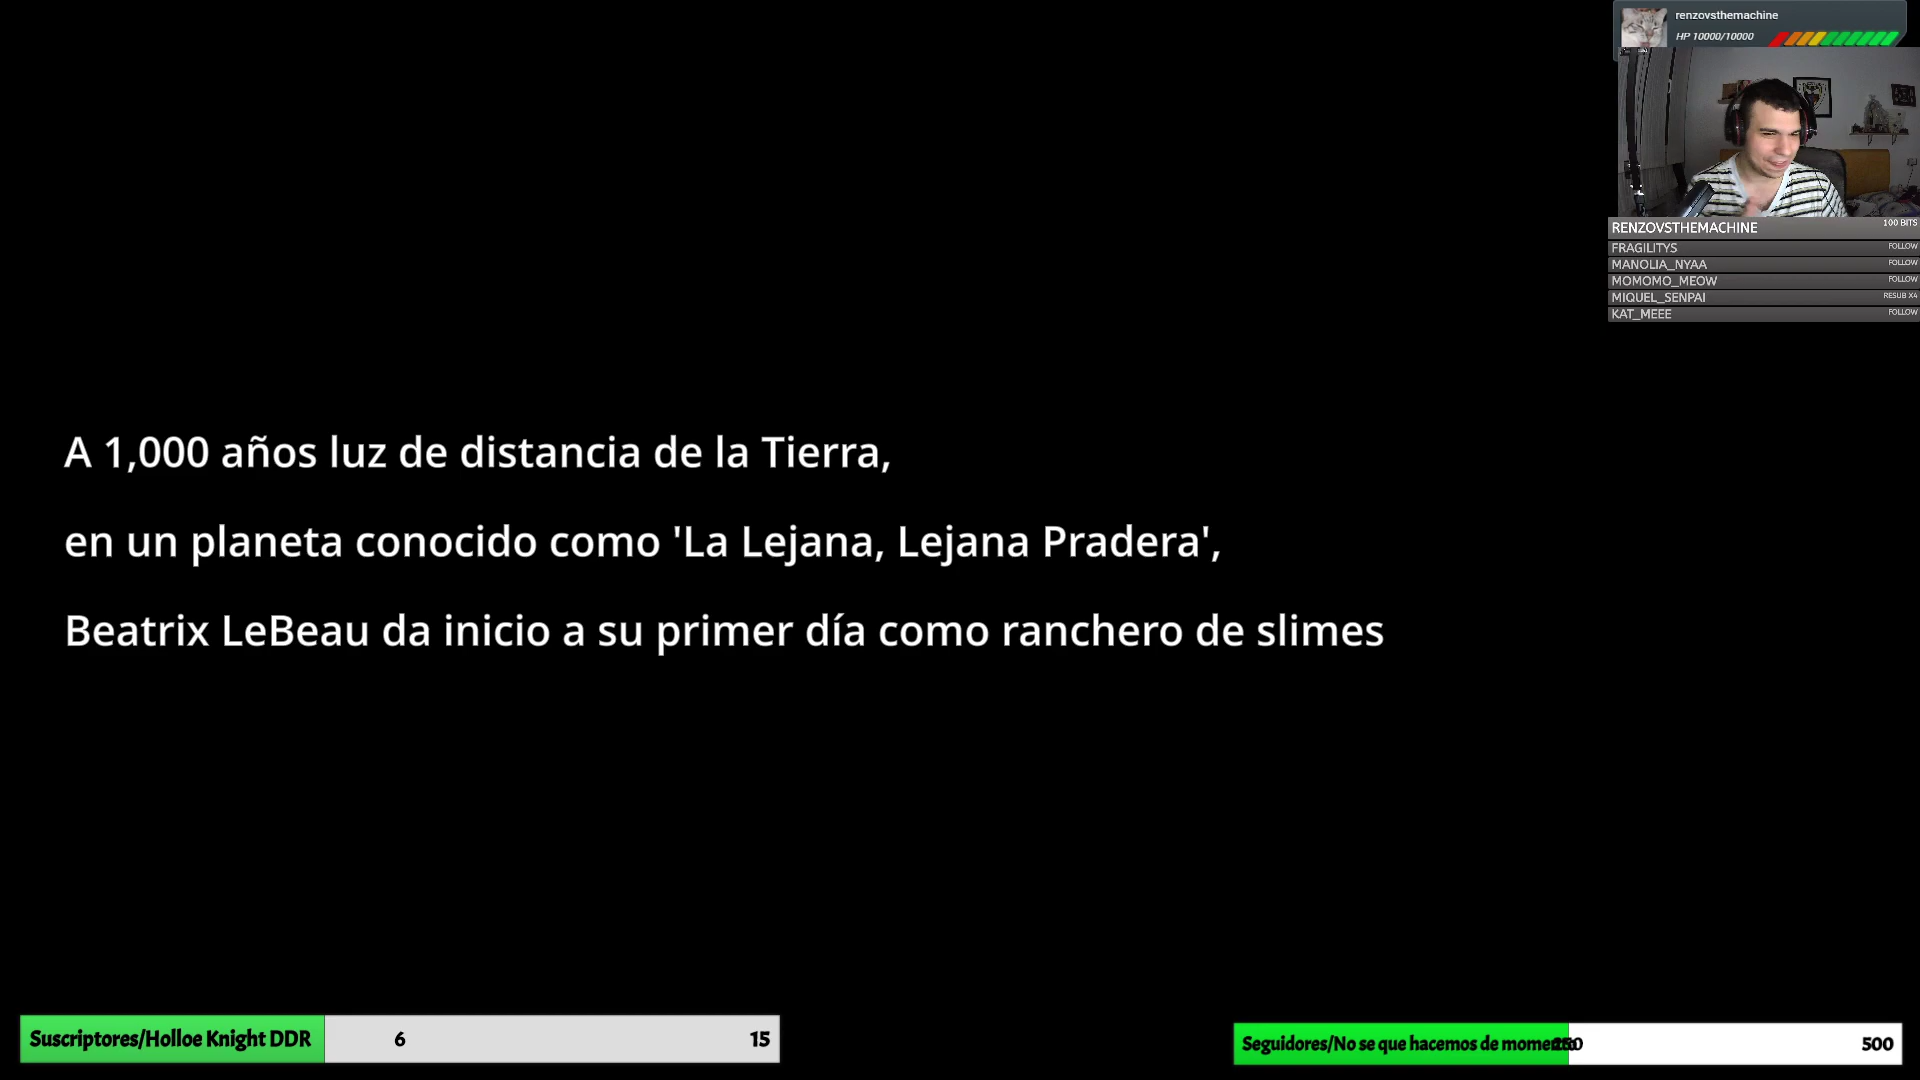 renzovsthemachine
HP 10000/10000
RENZOVSTHEMACHINE 100 BITS
FRAGILITYS FOLLOW
MANOLIA_NYAA FOLLOW
MOMOMO_MEOW FOLLOW
MIQUEL_SENPAI RESUB X4
KAT_MEEE FOLLOW
A 1,000 años luz de distancia de la Tierra,
en un planeta conocido como 'La Lejana, Lejana Pradera',
Beatrix LeBeau da inicio a su primer día como ranchero de slimes
Suscriptores/Holloe Knight DDR 6 15
Seguidores/No se que hacemos de momento 500